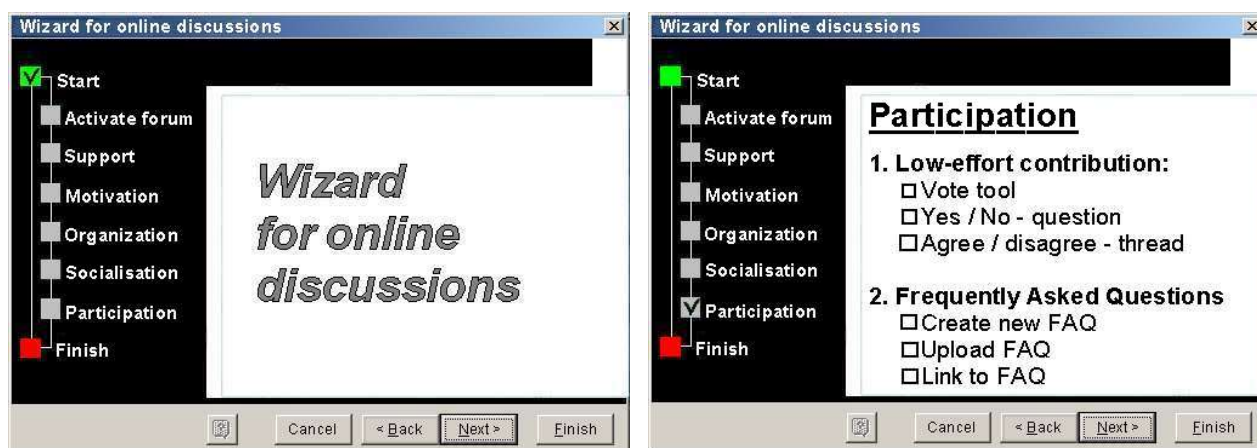 Wizard for online discussions
Start
Activate forum
Support
Motivation
Organization
Socialisation
Participation
Finish
Wizard
for online
discussions
Cancel
< Back
Next >
Finish
Wizard for online discussions
Start
Activate forum
Support
Motivation
Organization
Socialisation
Participation
Finish
Participation
1. Low-effort contribution:
Vote tool
Yes / No - question
Agree / disagree - thread
2. Frequently Asked Questions
Create new FAQ
Upload FAQ
Link to FAQ
Cancel
< Back
Next >
Finish